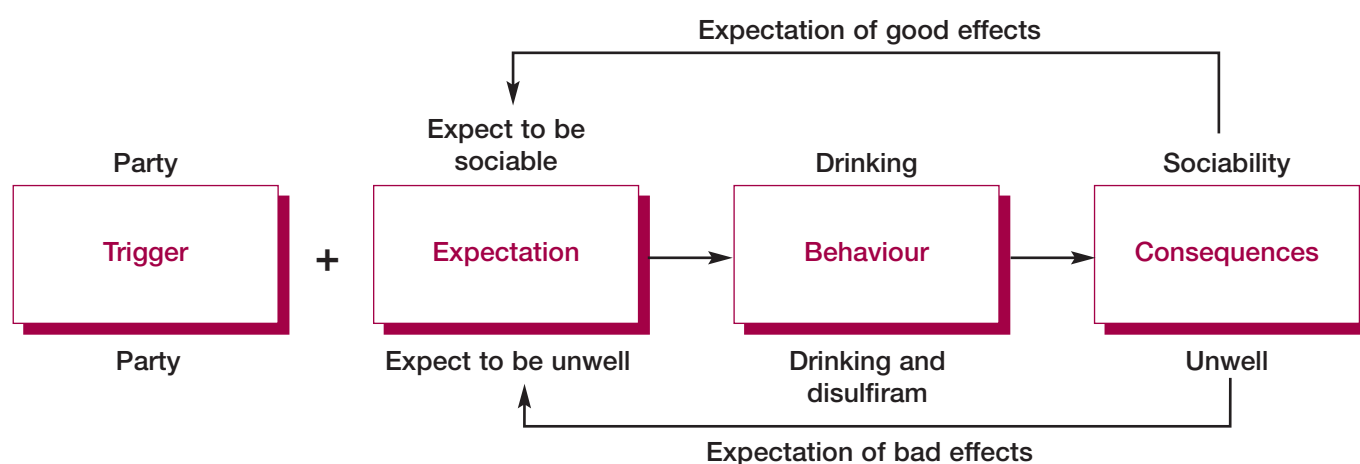 Expectation of good effects
Expect to be
sociable
Party
Drinking
Sociability
Trigger
+
Expectation
Behaviour
Consequences
Party
Expect to be unwell
Drinking and
disulfiram
Unwell
Expectation of bad effects